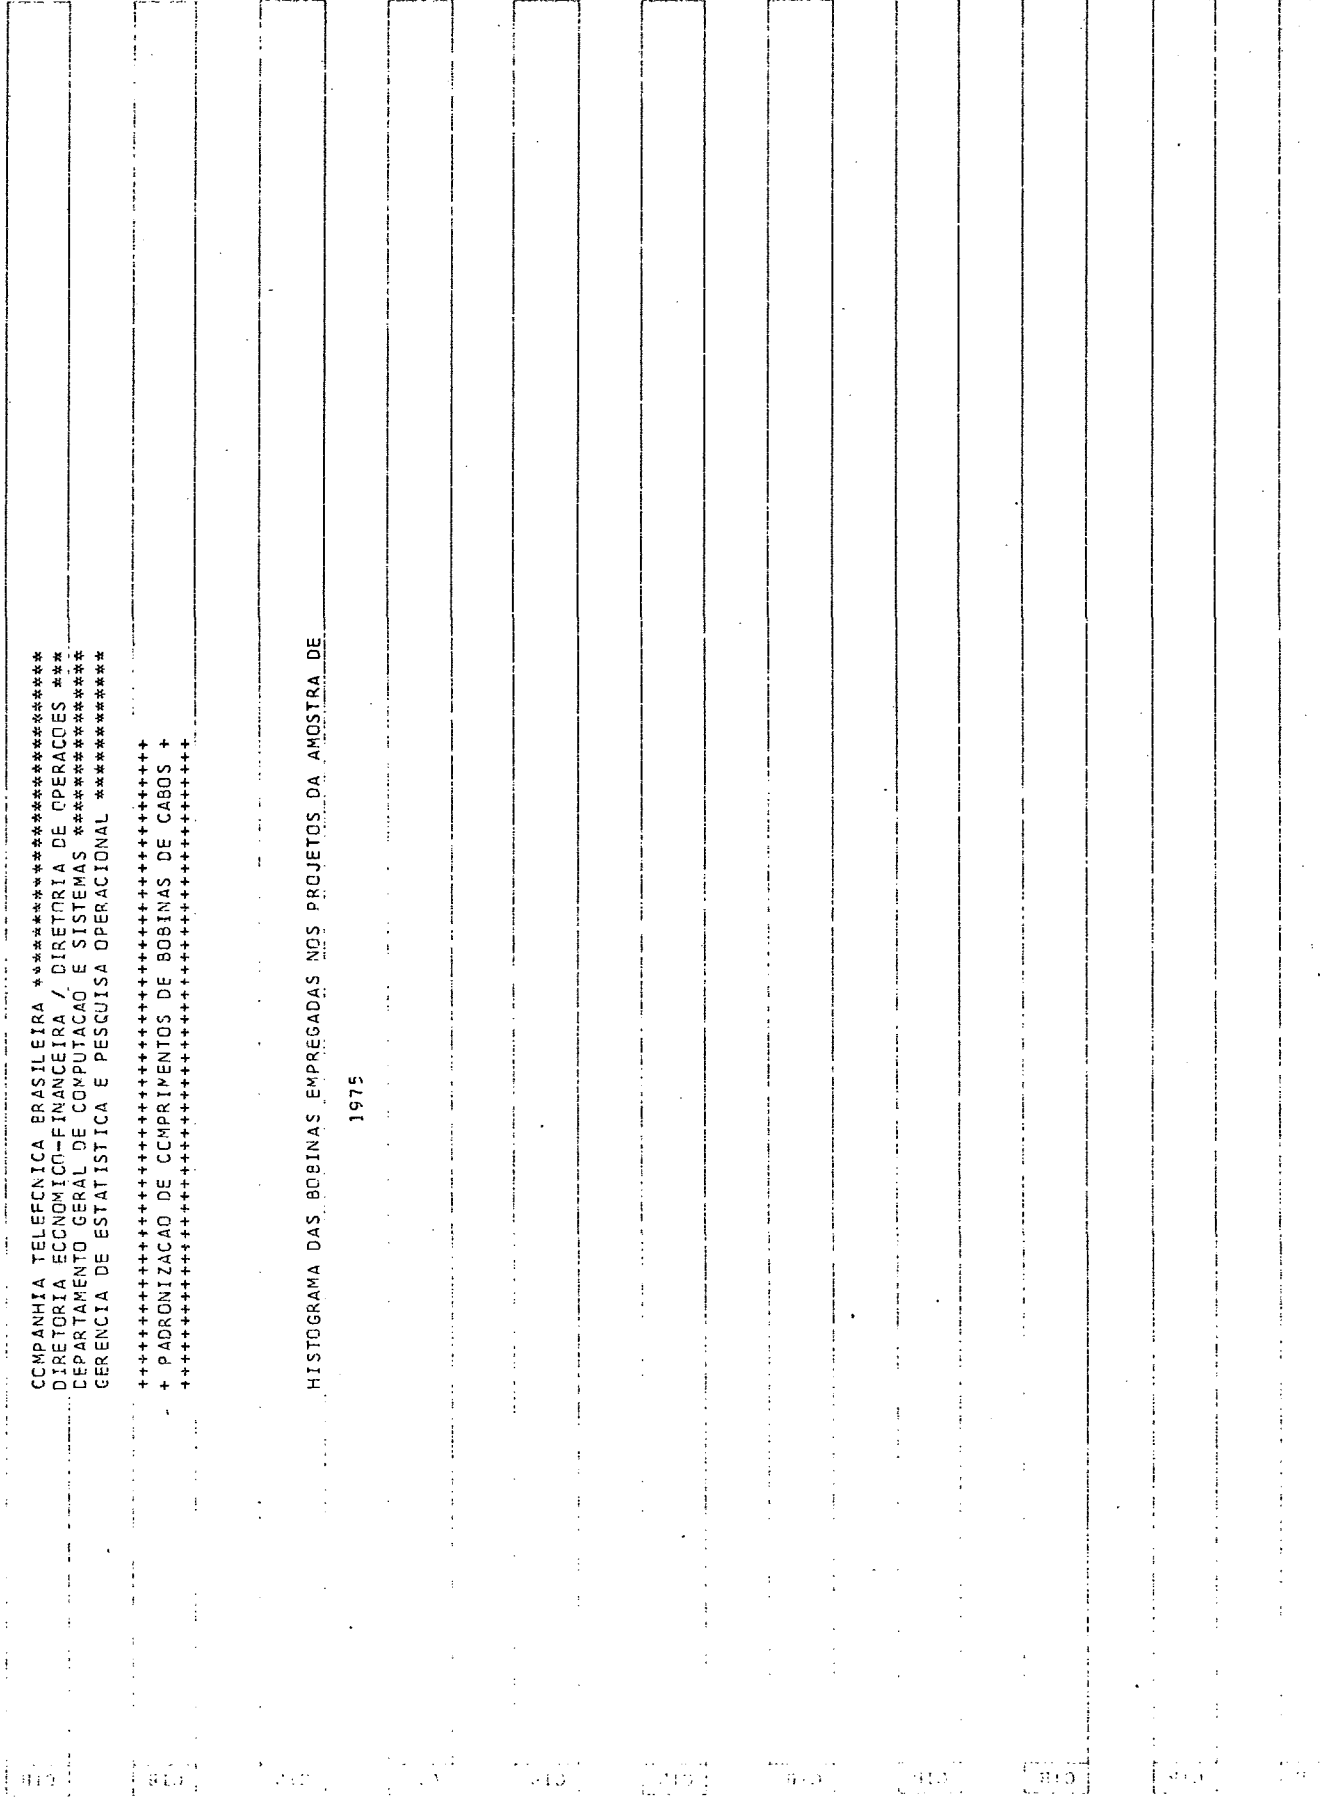 CCMPANHIA TELEFCNICA BRASILEIRA *********************************
DIRETORIA ECCNOMICO-FINANCEIRA / DIRETORIA DE OPERACOES ***
DEPARTAMENTO GERAL DE COMPUTACAO E SISTEMAS ******************
GERENCIA DE ESTATISTICA E PESQUISA OPERACIONAL **************
+++++++++++++++++++++++++++++++++++++++++++++++++++++++++
+ PADRONIZACAO DE CCMPRIMENTOS DE BOBINAS DE CABOS +
+++++++++++++++++++++++++++++++++++++++++++++++++++++++++
HISTOGRAMA DAS BOBINAS EMPREGADAS NOS PROJETOS DA AMOSTRA DE
1975